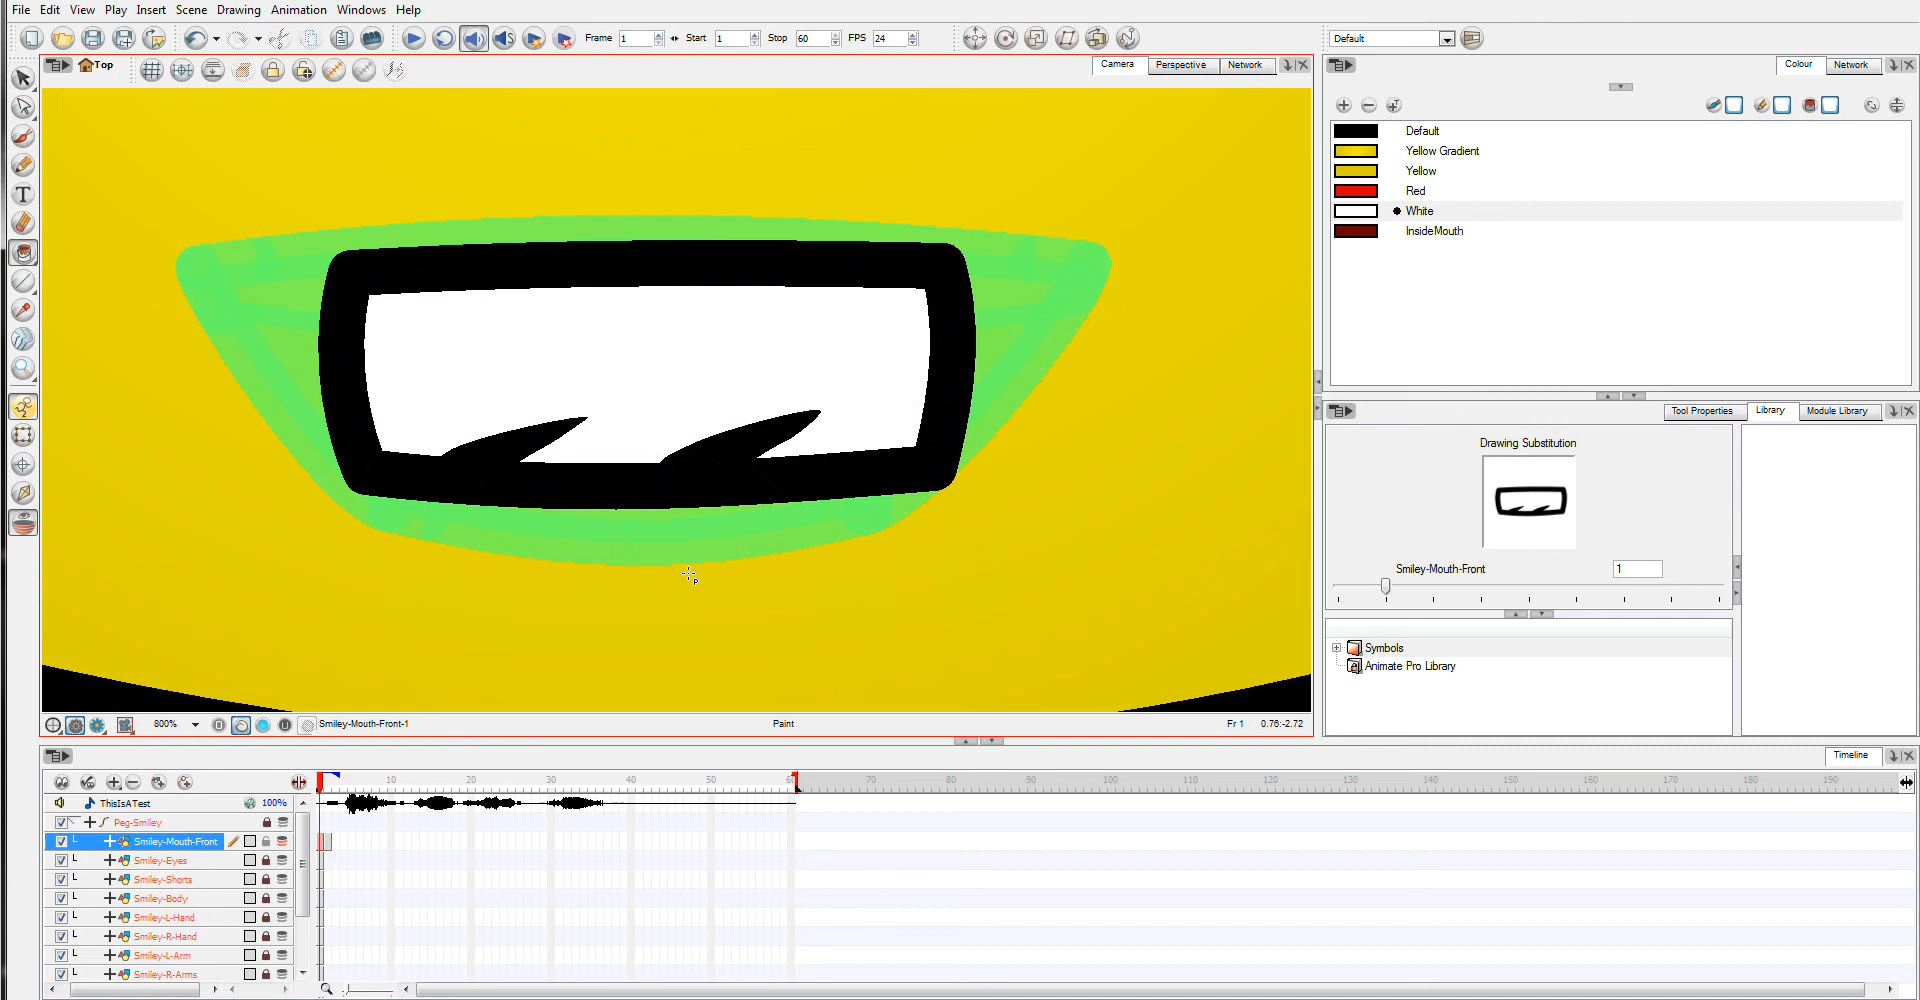 File Edit View Play Insert Scene Drawing Animation Windows Help
Frame 1 Start 1 Stop 60 FPS 24 Default
Top Camera Perspective Network Colour Network
Default
Yellow Gradient
Yellow
Red
White
InsideMouth
Tool Properties Library Module Library
Drawing Substitution
Smiley-Mouth-Front 1
Symbols
Animate Pro Library
800% Smiley-Mouth-Front-1 Paint Fr 1 0.76:-2.72
Timeline
10 20 30 40 50 60 70 80 90 100 110 120 130 140 150 160 170 180 190
ThisIsATest 100%
Peg-Smiley
Smiley-Mouth-Front
Smiley-Eyes
Smiley-Shorts
Smiley-Body
Smiley-L-Hand
Smiley-R-Hand
Smiley-L-Arm
Smiley-R-Arms